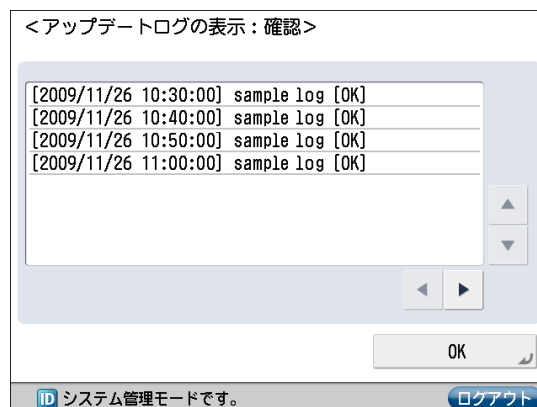 <アップデートログの表示：確認>
[2009/11/26 10:30:00] sample log [OK]
[2009/11/26 10:40:00] sample log [OK]
[2009/11/26 10:50:00] sample log [OK]
[2009/11/26 11:00:00] sample log [OK]
OK
ID システム管理モードです。 ログアウト